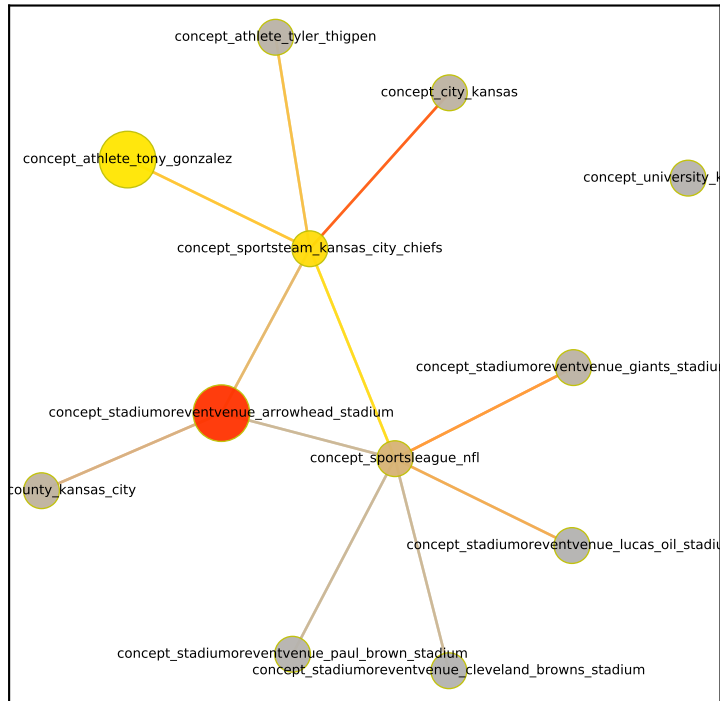 concept_athlete_tyler_thigpen
concept_city_kansas
concept_athlete_tony_gonzalez
concept_university_k
concept_sportsteam_kansas_city_chiefs
concept_stadiumoreventvenue_giants_stadiu
concept_stadiumoreventvenue_arrowhead_stadium
concept_sportsleague_nfl
county_kansas_city
concept_stadiumoreventvenue_lucas_oil_stadiu
concept_stadiumoreventvenue_paul_brown_stadium
concept_stadiumoreventvenue_cleveland_browns_stadium